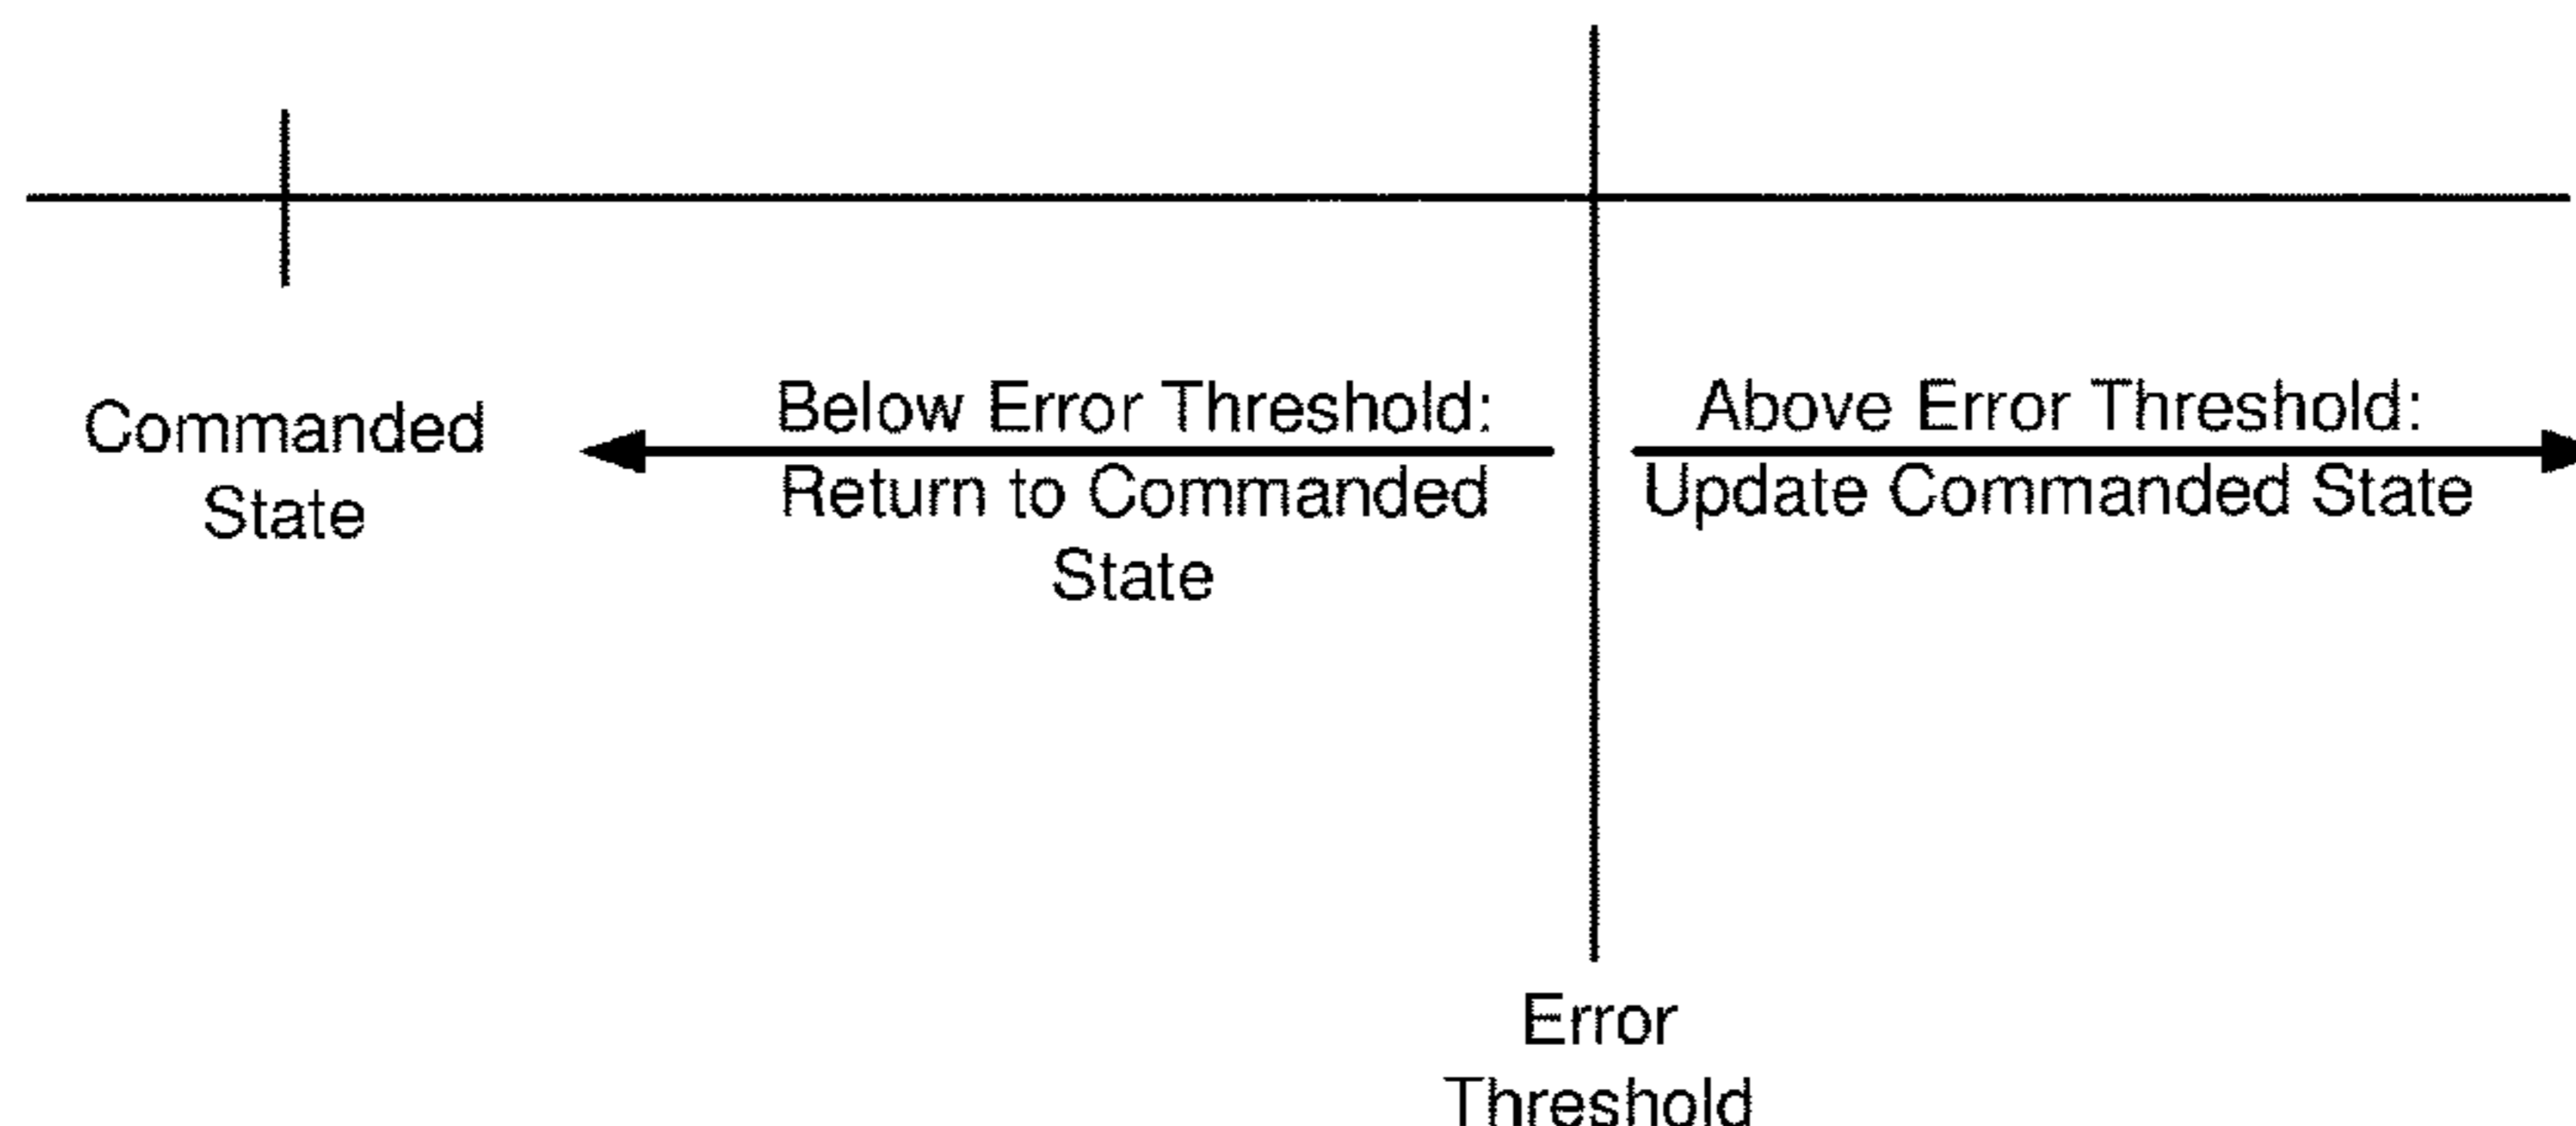 Commanded
State
Below Error Threshold:
Return to Commanded
State
Above Error Threshold:
Update Commanded State
Error
Threshold